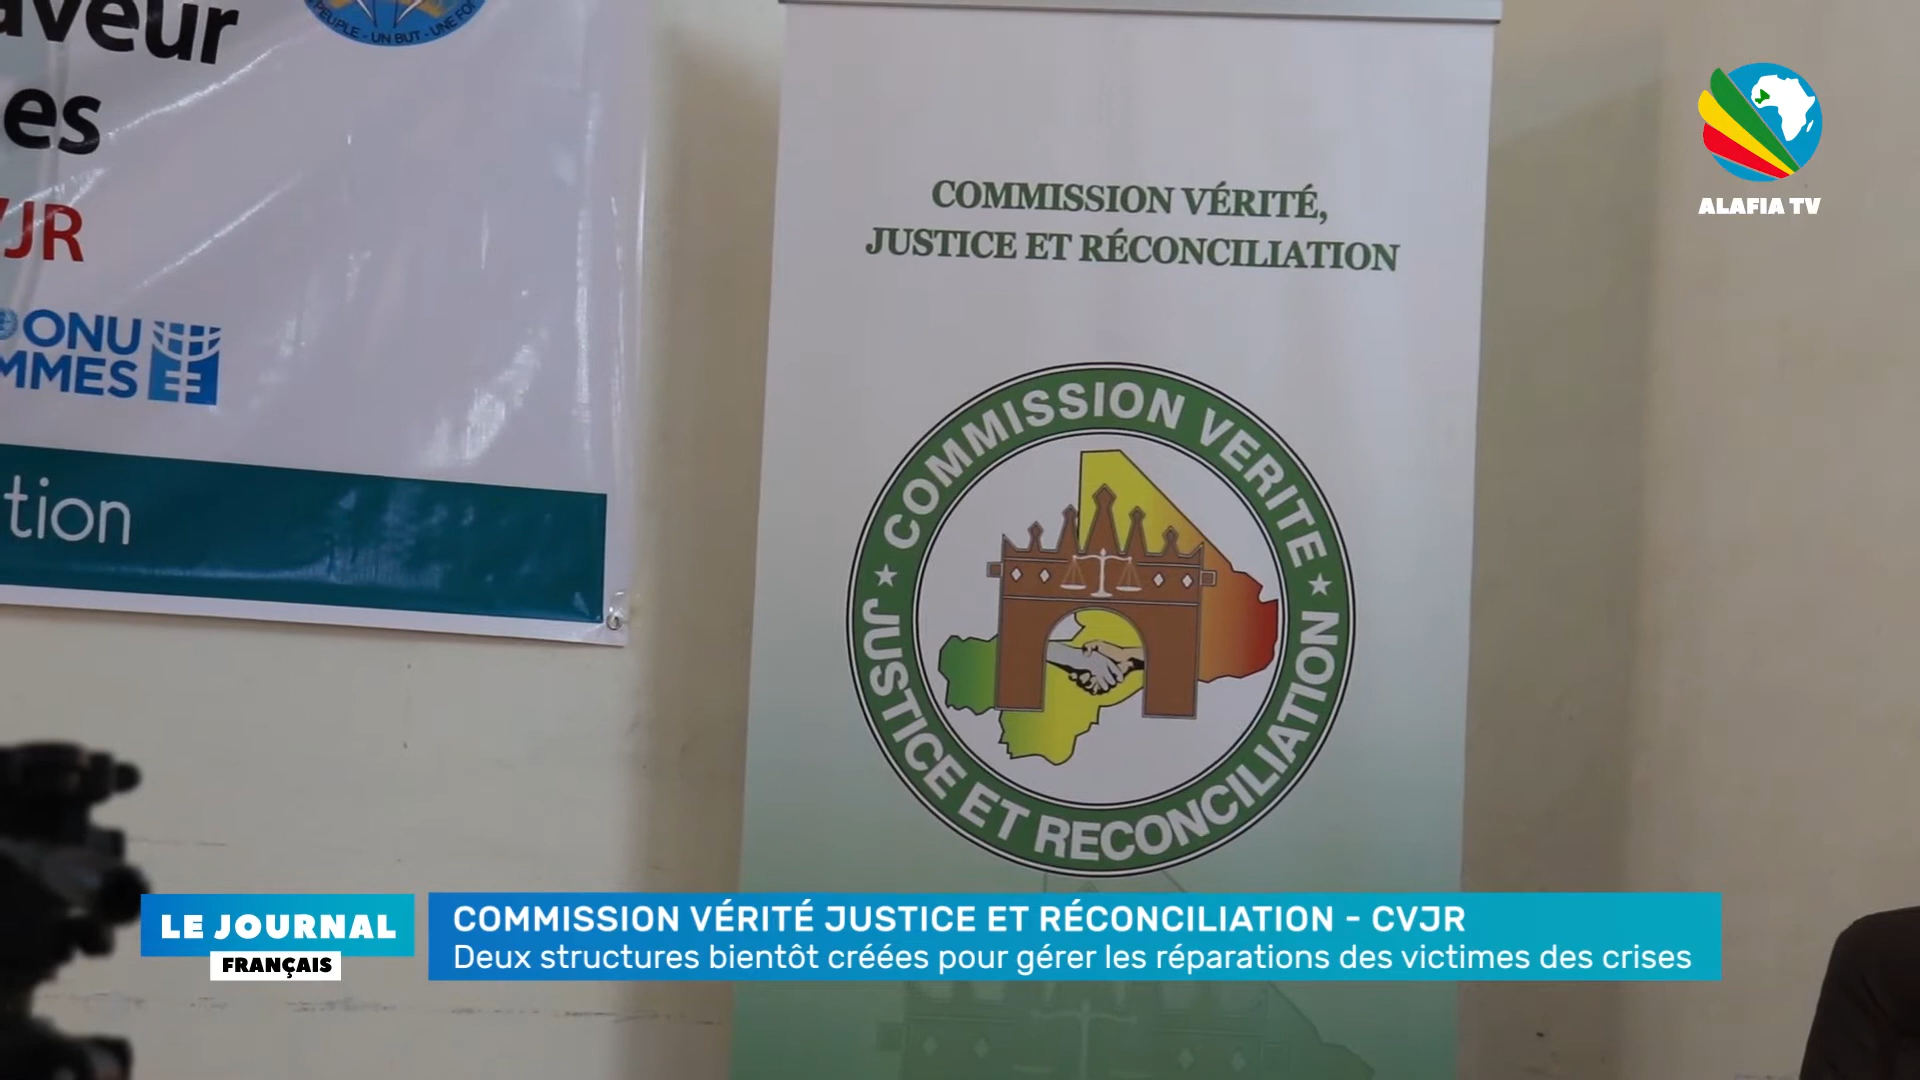 PEUPLE - UN BUT - UNE FOI
es
JR
ONU
tion
COMMISSION VÉRITÉ,
JUSTICE ET RÉCONCILIATION
COMMISSION VERITE
JUSTICE ET RECONCILIATION
ALAFIA TV
LE JOURNAL
FRANÇAIS
COMMISSION VÉRITÉ JUSTICE ET RÉCONCILIATION - CVJR
Deux structures bientôt créées pour gérer les réparations des victimes des crises